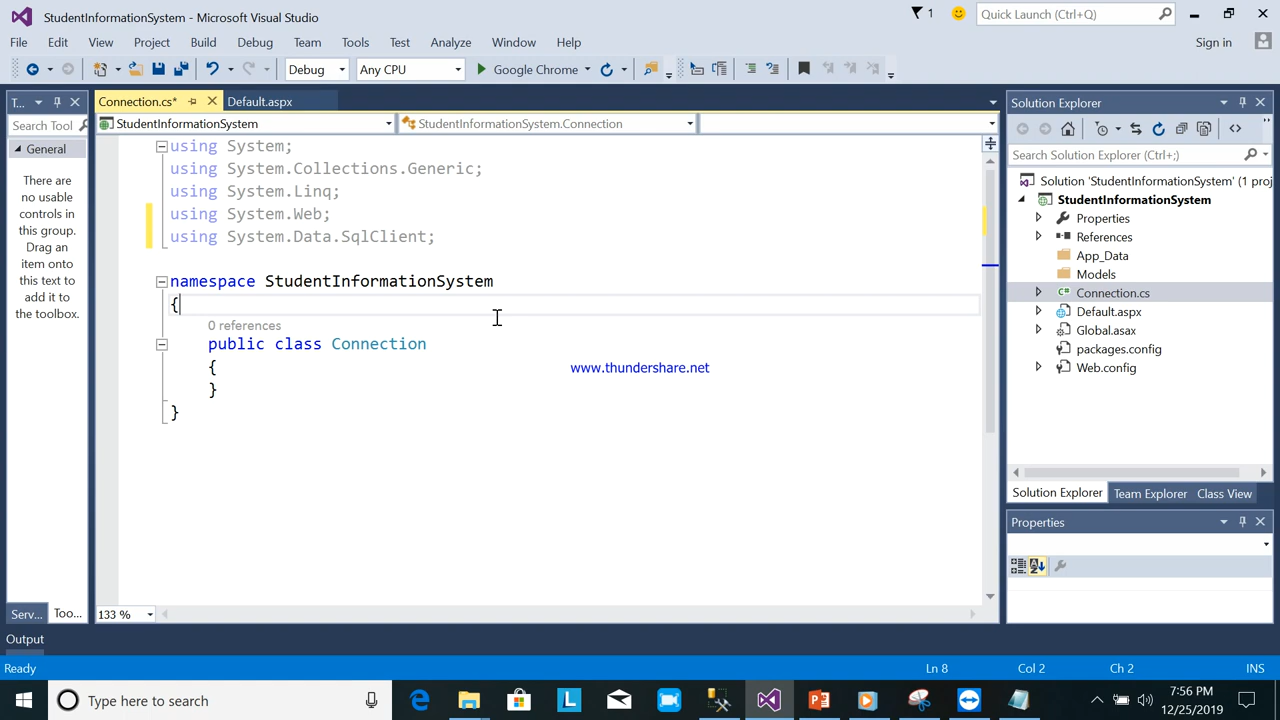 StudentInformationSystem - Microsoft Visual Studio
1
Quick Launch (Ctrl+Q)
File Edit View Project Build Debug Team Tools Test Analyze Window Help
Sign in
Debug Any CPU Google Chrome
T...
Search Tool
General
There are
no usable
controls in
this group.
Drag an
item onto
this text to
add it to
the toolbox.
Serv... Too...
Connection.cs* Default.aspx
StudentInformationSystem StudentInformationSystem.Connection
using System;
using System.Collections.Generic;
using System.Linq;
using System.Web;
using System.Data.SqlClient;
namespace StudentInformationSystem
{
0 references
public class Connection
{
www.thundershare.net
}
}
133 %
Solution Explorer
Search Solution Explorer (Ctrl+;)
Solution 'StudentInformationSystem' (1 proj
StudentInformationSystem
Properties
References
App_Data
Models
Connection.cs
Default.aspx
Global.asax
packages.config
Web.config
Solution Explorer Team Explorer Class View
Properties
Output
Ready Ln 8 Col 2 Ch 2 INS
Type here to search
7:56 PM
12/25/2019